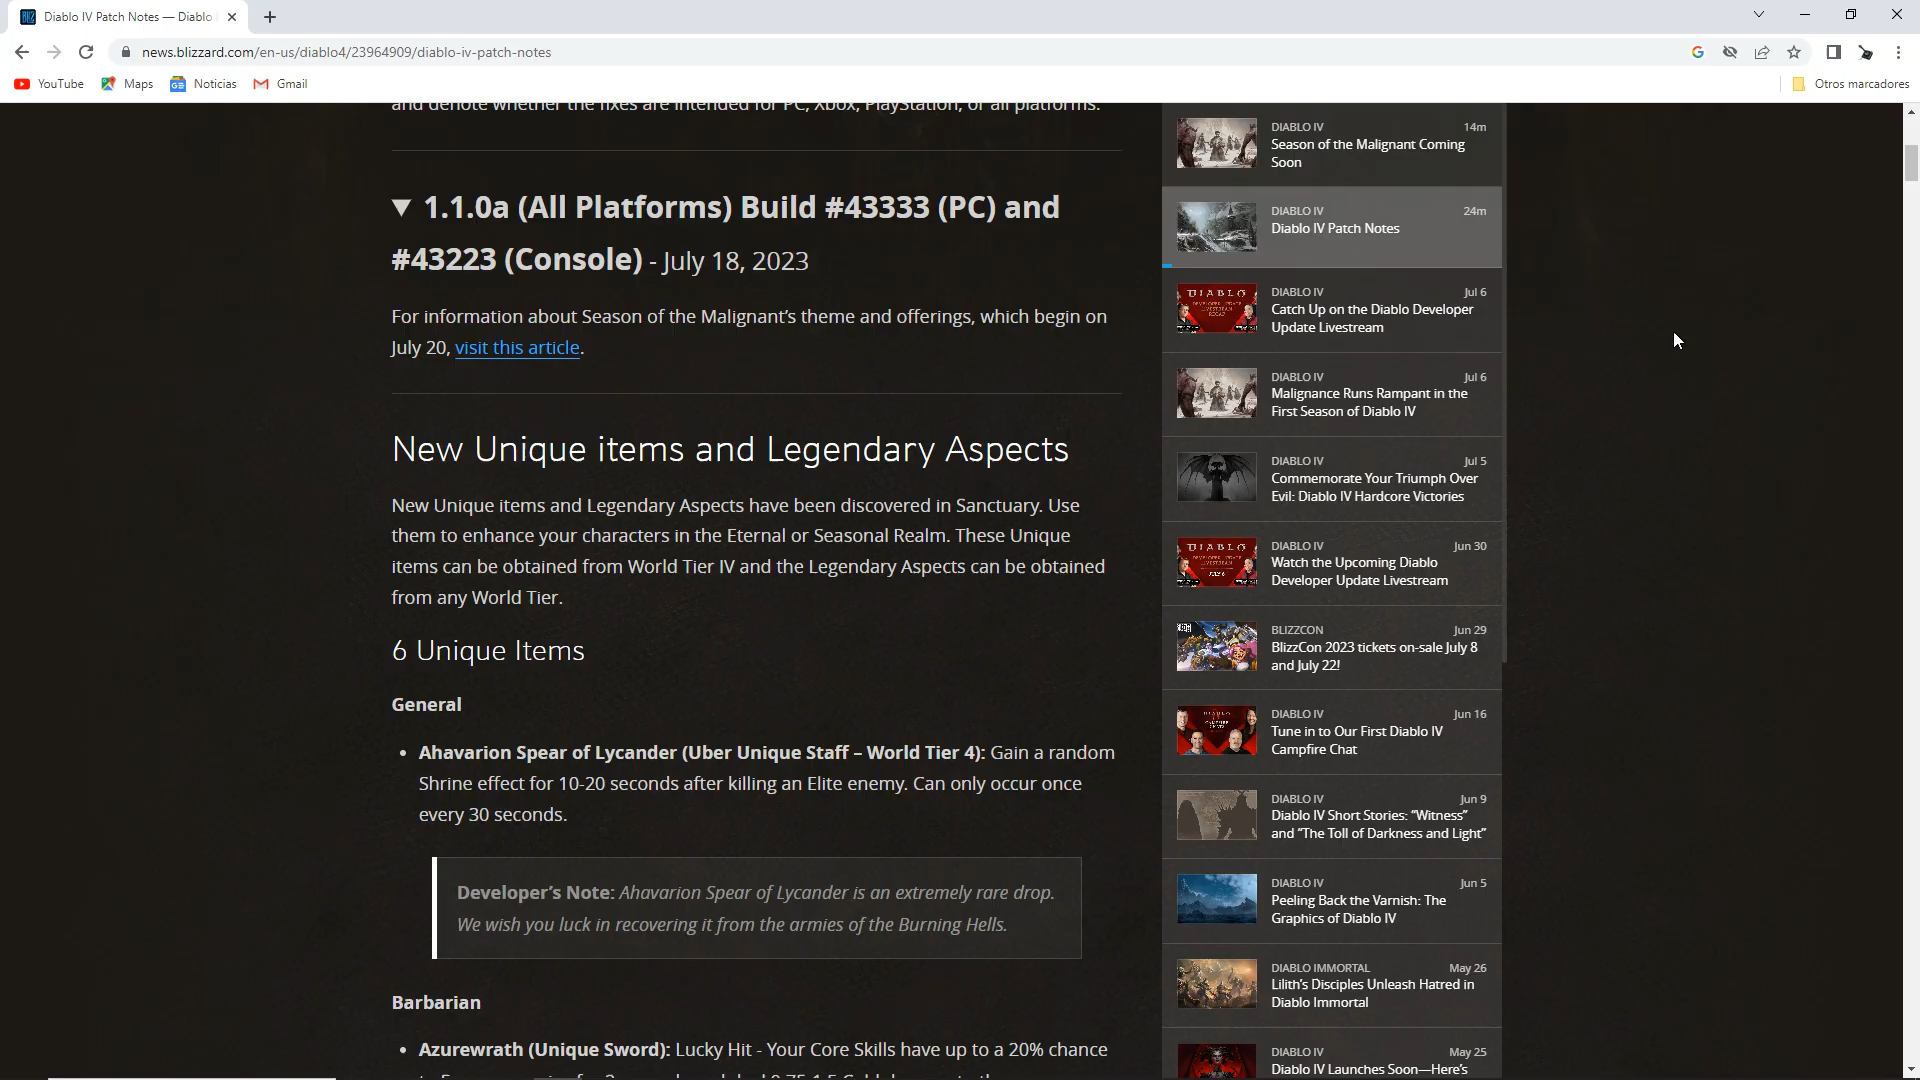 Diablo IV Patch Notes — Diablo
news.blizzard.com/en-us/diablo4/23964909/diablo-iv-patch-notes
YouTube
Maps
Noticias
Gmail
Otros marcadores
and denote whether the fixes are intended for PC, Xbox, PlayStation, or all platforms.
▼ 1.1.0a (All Platforms) Build #43333 (PC) and
#43223 (Console) - July 18, 2023
For information about Season of the Malignant’s theme and offerings, which begin on
July 20, visit this article.
New Unique items and Legendary Aspects
New Unique items and Legendary Aspects have been discovered in Sanctuary. Use
them to enhance your characters in the Eternal or Seasonal Realm. These Unique
items can be obtained from World Tier IV and the Legendary Aspects can be obtained
from any World Tier.
6 Unique Items
General
• Ahavarion Spear of Lycander (Uber Unique Staff – World Tier 4): Gain a random
Shrine effect for 10-20 seconds after killing an Elite enemy. Can only occur once
every 30 seconds.
Developer’s Note: Ahavarion Spear of Lycander is an extremely rare drop.
We wish you luck in recovering it from the armies of the Burning Hells.
Barbarian
• Azurewrath (Unique Sword): Lucky Hit - Your Core Skills have up to a 20% chance
DIABLO IV 14m
Season of the Malignant Coming
Soon
DIABLO IV 24m
Diablo IV Patch Notes
DIABLO IV Jul 6
Catch Up on the Diablo Developer
Update Livestream
DIABLO IV Jul 6
Malignance Runs Rampant in the
First Season of Diablo IV
DIABLO IV Jul 5
Commemorate Your Triumph Over
Evil: Diablo IV Hardcore Victories
DIABLO IV Jun 30
Watch the Upcoming Diablo
Developer Update Livestream
BLIZZCON Jun 29
BlizzCon 2023 tickets on-sale July 8
and July 22!
DIABLO IV Jun 16
Tune in to Our First Diablo IV
Campfire Chat
DIABLO IV Jun 9
Diablo IV Short Stories: “Witness”
and “The Toll of Darkness and Light”
DIABLO IV Jun 5
Peeling Back the Varnish: The
Graphics of Diablo IV
DIABLO IMMORTAL May 26
Lilith’s Disciples Unleash Hatred in
Diablo Immortal
DIABLO IV May 25
Diablo IV Launches Soon—Here’s